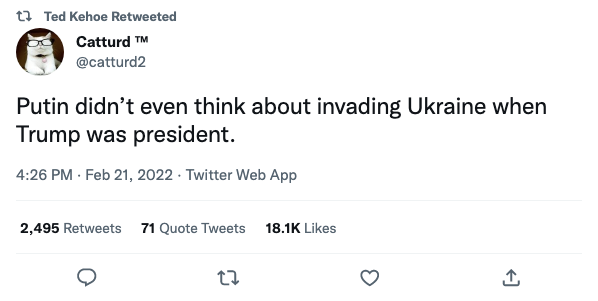 Ted Kehoe Retweeted
Catturd ™
@catturd2
Putin didn’t even think about invading Ukraine when
Trump was president.
4:26 PM · Feb 21, 2022 · Twitter Web App
2,495 Retweets 71 Quote Tweets 18.1K Likes